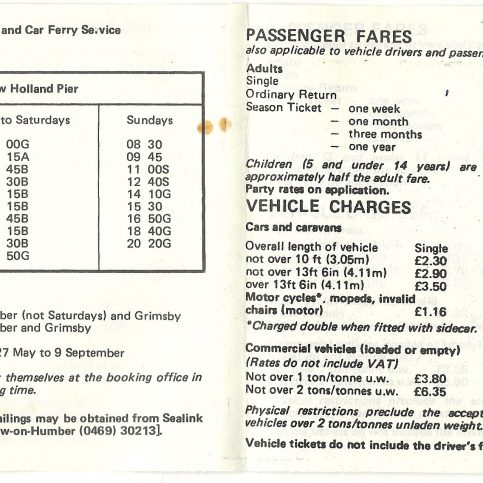 and Car Ferry Service
w Holland Pier
to Saturdays
Sundays
00G
08 30
15A
09 45
45B
11 00S
30B
12 40S
15B
14 10G
15B
15 30
45B
16 50G
15B
18 40G
30B
20 20G
50G
ber (not Saturdays) and Grimsby
ber and Grimsby
27 May to 9 September
themselves at the booking office in
g time.
ailings may be obtained from Sealink
w-on-Humber (0469) 30213].
PASSENGER FARES
also applicable to vehicle drivers and passen
Adults
Single
Ordinary Return
Season Ticket – one week
– one month
– three months
– one year
Children (5 and under 14 years) are
approximately half the adult fare.
Party rates on application.
VEHICLE CHARGES
Cars and caravans
Overall length of vehicle Single
not over 10 ft (3.05m) £2.30
not over 13ft 6in (4.11m) £2.90
over 13ft 6in (4.11m) £3.50
Motor cycles*, mopeds, invalid
chairs (motor) £1.16
*Charged double when fitted with sidecar.
Commercial vehicles (loaded or empty)
(Rates do not include VAT)
Not over 1 ton/tonne u.w. £3.80
Not over 2 tons/tonnes u.w. £6.35
Physical restrictions preclude the accept
vehicles over 2 tons/tonnes unladen weight.
Vehicle tickets do not include the driver's f